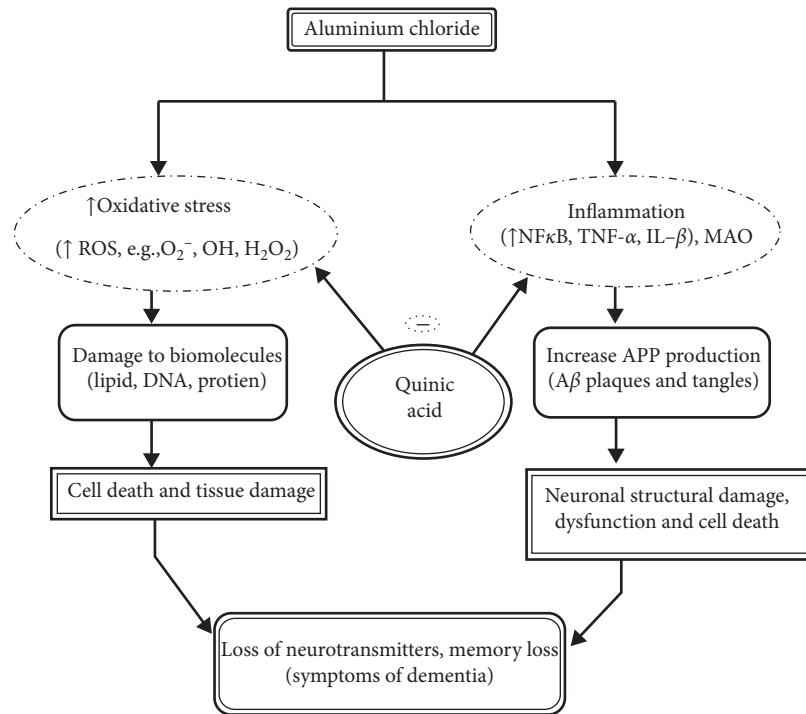 Aluminium chloride
↑Oxidative stress
(↑ ROS, e.g.,O₂⁻, OH, H₂O₂)
Inflammation
(↑NFκB, TNF-α, IL–β), MAO
Damage to biomolecules
(lipid, DNA, protien)
–
Quinic
acid
Increase APP production
(Aβ plaques and tangles)
Cell death and tissue damage
Neuronal structural damage,
dysfunction and cell death
Loss of neurotransmitters, memory loss
(symptoms of dementia)